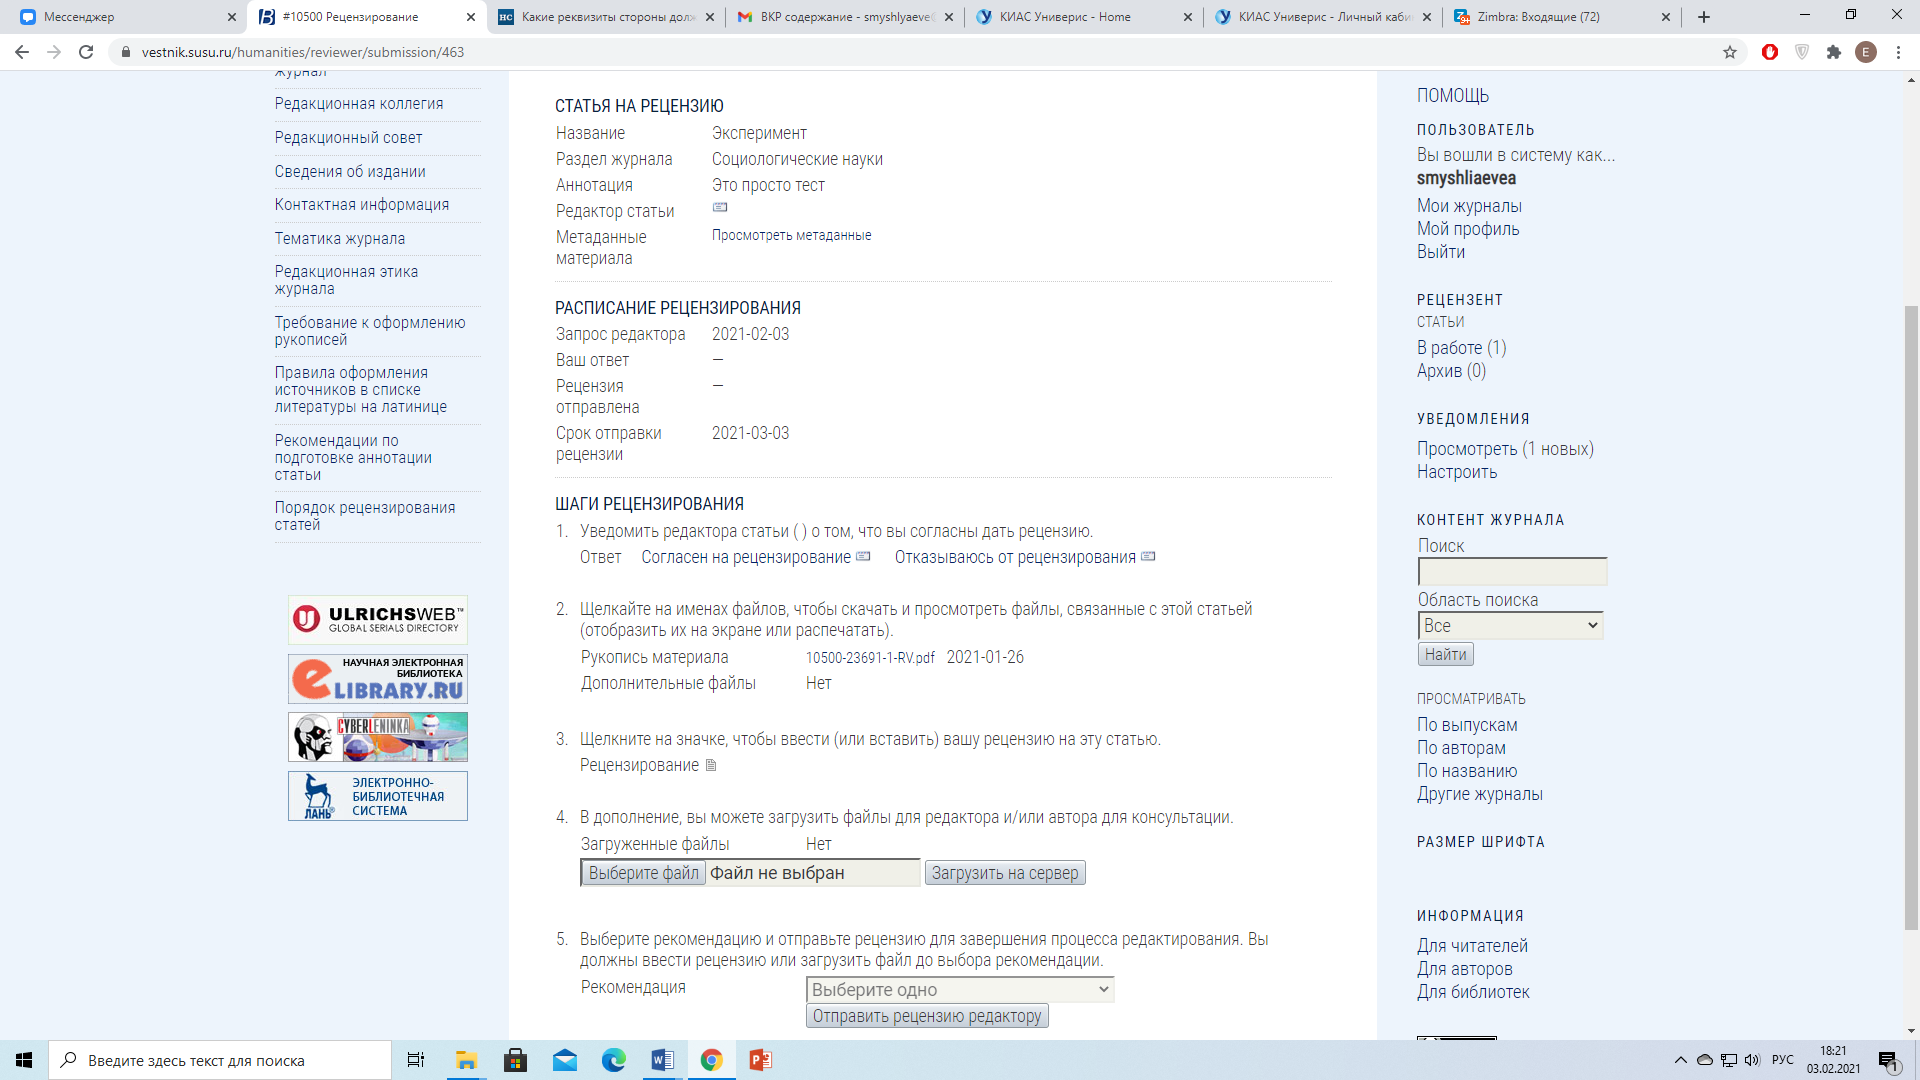 Мессенджер
#10500 Рецензирование
Какие реквизиты стороны долж
ВКР содержание - smyshlyaeve
КИАС Универис - Home
КИАС Универис - Личный каби
Zimbra: Входящие (72)
vestnik.susu.ru/humanities/reviewer/submission/463
журнал
Редакционная коллегия
Редакционный совет
Сведения об издании
Контактная информация
Тематика журнала
Редакционная этика
журнала
Требование к оформлению
рукописей
Правила оформления
источников в списке
литературы на латинице
Рекомендации по
подготовке аннотации
статьи
Порядок рецензирования
статей
ULRICHSWEB™
GLOBAL SERIALS DIRECTORY
НАУЧНАЯ ЭЛЕКТРОННАЯ
БИБЛИОТЕКА
eLIBRARY.RU
CYBERLENINKA
ЛАНЬ®
ЭЛЕКТРОННО-
БИБЛИОТЕЧНАЯ
СИСТЕМА
СТАТЬЯ НА РЕЦЕНЗИЮ
Название Эксперимент
Раздел журнала Социологические науки
Аннотация Это просто тест
Редактор статьи
Метаданные
материала
Просмотреть метаданные
РАСПИСАНИЕ РЕЦЕНЗИРОВАНИЯ
Запрос редактора 2021-02-03
Ваш ответ —
Рецензия
отправлена
—
Срок отправки
рецензии
2021-03-03
ШАГИ РЕЦЕНЗИРОВАНИЯ
1. Уведомить редактора статьи ( ) о том, что вы согласны дать рецензию.
Ответ Согласен на рецензирование Отказываюсь от рецензирования
2. Щелкайте на именах файлов, чтобы скачать и просмотреть файлы, связанные с этой статьей
(отобразить их на экране или распечатать).
Рукопись материала 10500-23691-1-RV.pdf 2021-01-26
Дополнительные файлы Нет
3. Щелкните на значке, чтобы ввести (или вставить) вашу рецензию на эту статью.
Рецензирование
4. В дополнение, вы можете загрузить файлы для редактора и/или автора для консультации.
Загруженные файлы Нет
Выберите файл Файл не выбран Загрузить на сервер
5. Выберите рекомендацию и отправьте рецензию для завершения процесса редактирования. Вы
должны ввести рецензию или загрузить файл до выбора рекомендации.
Рекомендация Выберите одно
Отправить рецензию редактору
ПОМОЩЬ
ПОЛЬЗОВАТЕЛЬ
Вы вошли в систему как...
smyshliaevea
Мои журналы
Мой профиль
Выйти
РЕЦЕНЗЕНТ
СТАТЬИ
В работе (1)
Архив (0)
УВЕДОМЛЕНИЯ
Просмотреть (1 новых)
Настроить
КОНТЕНТ ЖУРНАЛА
Поиск
Область поиска
Все
Найти
ПРОСМАТРИВАТЬ
По выпускам
По авторам
По названию
Другие журналы
РАЗМЕР ШРИФТА
ИНФОРМАЦИЯ
Для читателей
Для авторов
Для библиотек
Введите здесь текст для поиска
РУС
18:21
03.02.2021
1